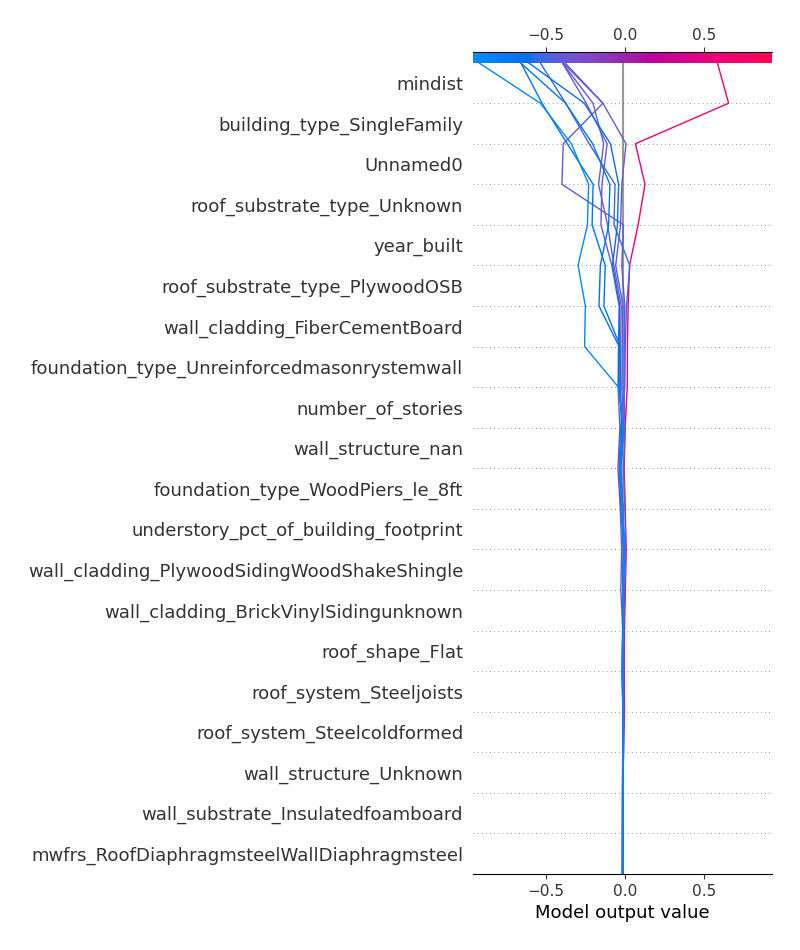 −0.5 0.0 0.5
mindist
building_type_SingleFamily
Unnamed0
roof_substrate_type_Unknown
year_built
roof_substrate_type_PlywoodOSB
wall_cladding_FiberCementBoard
foundation_type_Unreinforcedmasonrystemwall
number_of_stories
wall_structure_nan
foundation_type_WoodPiers_le_8ft
understory_pct_of_building_footprint
wall_cladding_PlywoodSidingWoodShakeShingle
wall_cladding_BrickVinylSidingunknown
roof_shape_Flat
roof_system_Steeljoists
roof_system_Steelcoldformed
wall_structure_Unknown
wall_substrate_Insulatedfoamboard
mwfrs_RoofDiaphragmsteelWallDiaphragmsteel
−0.5 0.0 0.5
Model output value